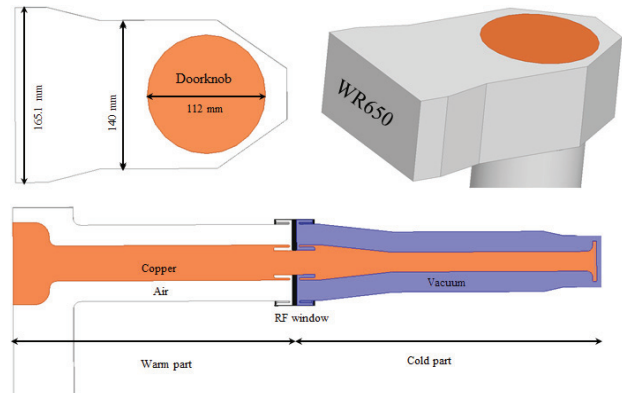 Doorknob
112 mm
165.1 mm
140 mm
WR650
Copper
Air
Vacuum
RF window
Warm part
Cold part